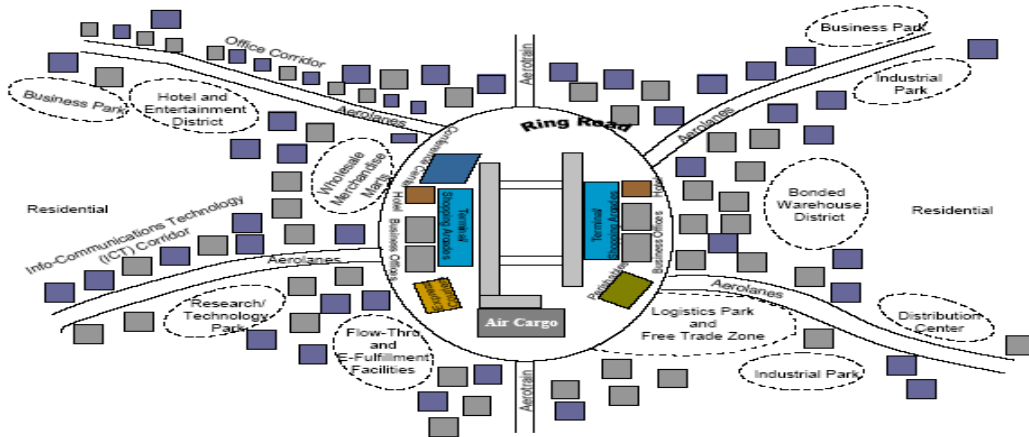 Office Corridor
Aerotrain
Business Park
Industrial
Park
Business Park
Hotel and
Entertainment
District
Aerolanes
Ring Road
Aerolanes
Conference Center
Wholesale
Merchandise
Marts
Hotel
Terminal/
Shopping Arcades
Business Offices
Terminal
Shopping Arcades
Hotel
Business Offices
Bonded
Warehouse
District
Residential
Residential
Info-Communications Technology
(ICT) Corridor
Aerolanes
Perishables
Aerolanes
Research/
Technology
Park
Air Cargo
Logistics Park
and
Free Trade Zone
Distribution
Center
Flow-Thru
and
E-Fulfillment
Facilities
Industrial Park
Aerotrain